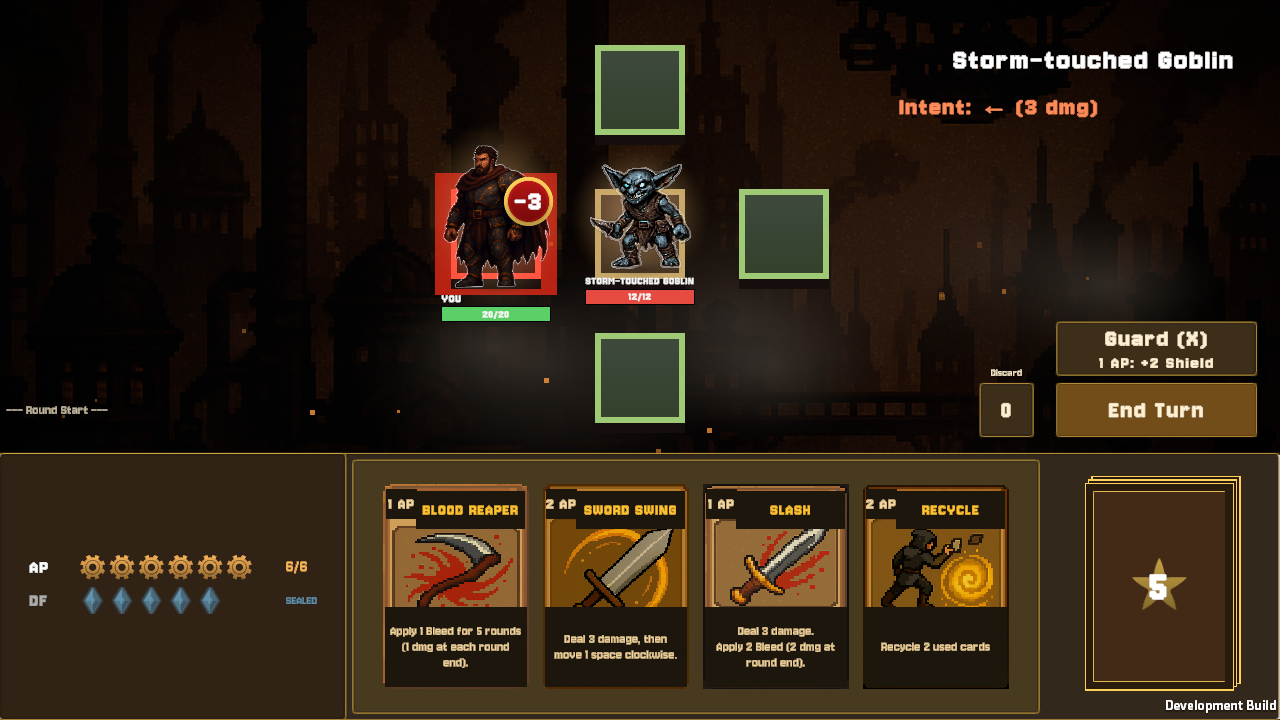 Storm-touched Goblin
Intent: ← (3 dmg)
-3
STORM-TOUCHED GOBLIN
12/12
YOU
20/20
Guard (X)
1 AP: +2 Shield
Discard
0
End Turn
--- Round Start ---
AP
6/6
DF
SEALED
1 AP
BLOOD REAPER
Apply 1 Bleed for 5 rounds
(1 dmg at each round
end).
2 AP
SWORD SWING
Deal 3 damage, then
move 1 space clockwise.
1 AP
SLASH
Deal 3 damage.
Apply 2 Bleed (2 dmg at
round end).
2 AP
RECYCLE
Recycle 2 used cards
5
Development Build